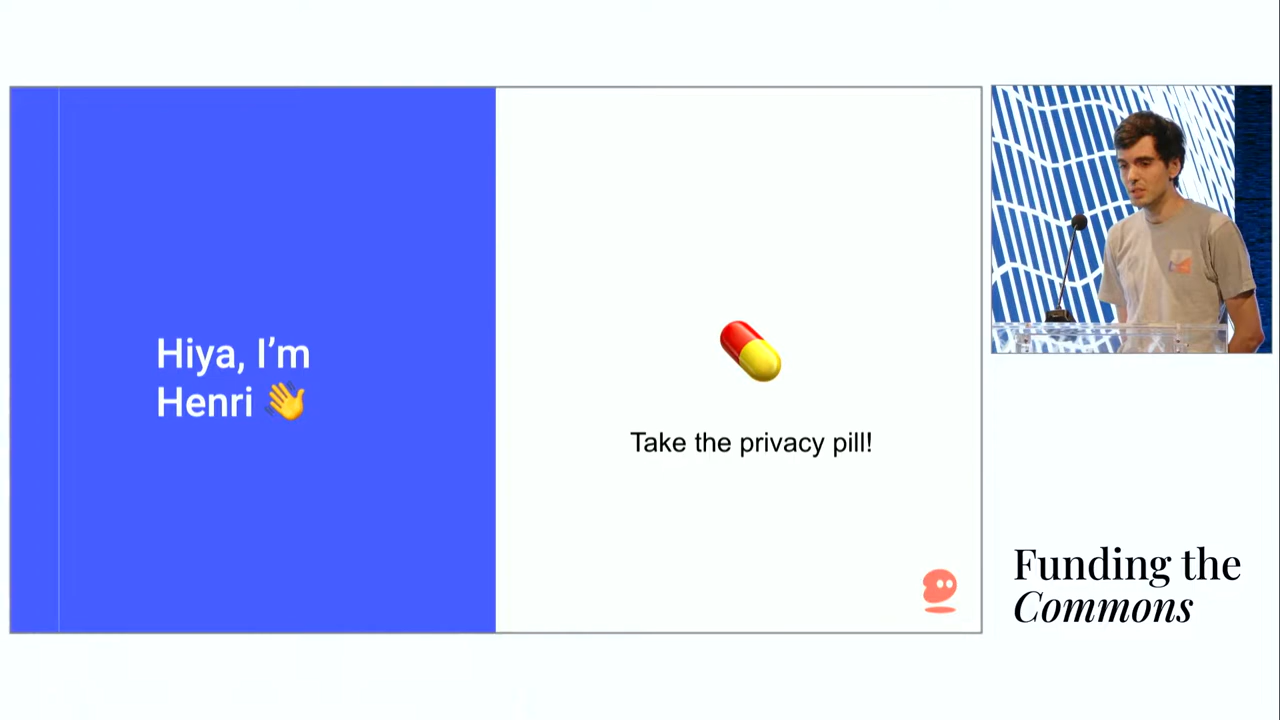 Hiya, I’m
Henri 👋
Take the privacy pill!
Funding the
Commons